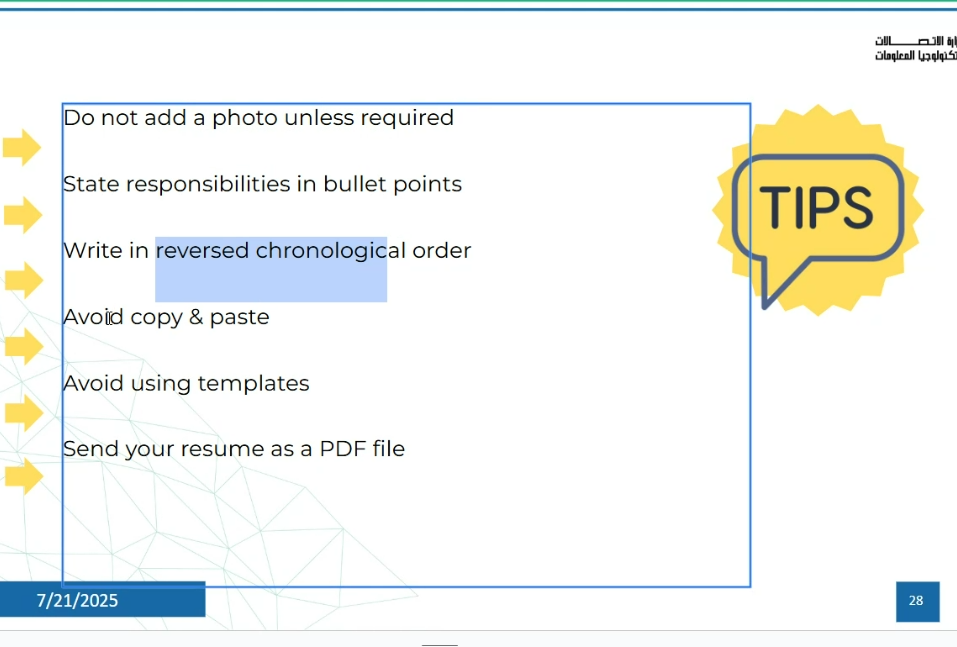 الاتصالات
تكنولوجيا المعلومات
Do not add a photo unless required
State responsibilities in bullet points
Write in reversed chronological order
Avoid copy & paste
Avoid using templates
Send your resume as a PDF file
TIPS
7/21/2025
28